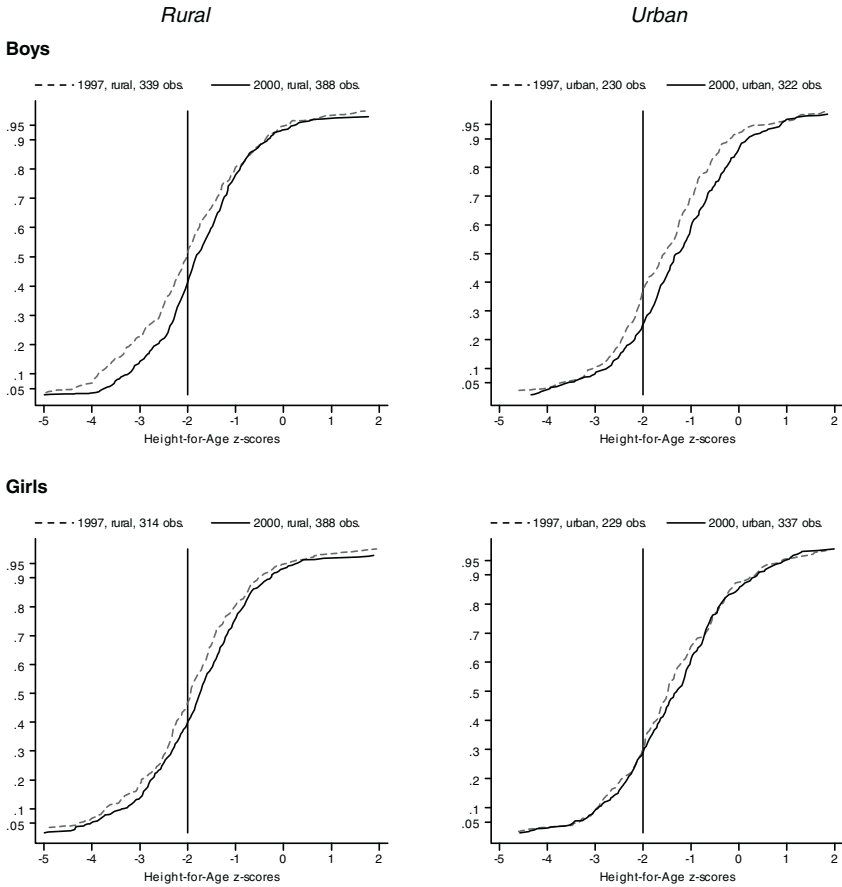 Rural Urban
Boys
1997, rural, 339 obs. 2000, rural, 388 obs.
.95
.9
.8
.7
.6
.5
.4
.3
.2
.1
.05
-5 -4 -3 -2 -1 0 1 2
Height-for-Age z-scores
1997, urban, 230 obs. 2000, urban, 322 obs.
.95
.9
.8
.7
.6
.5
.4
.3
.2
.1
.05
-5 -4 -3 -2 -1 0 1 2
Height-for-Age z-scores
Girls
1997, rural, 314 obs. 2000, rural, 388 obs.
.95
.9
.8
.7
.6
.5
.4
.3
.2
.1
.05
-5 -4 -3 -2 -1 0 1 2
Height-for-Age z-scores
1997, urban, 229 obs. 2000, urban, 337 obs.
.95
.9
.8
.7
.6
.5
.4
.3
.2
.1
.05
-5 -4 -3 -2 -1 0 1 2
Height-for-Age z-scores